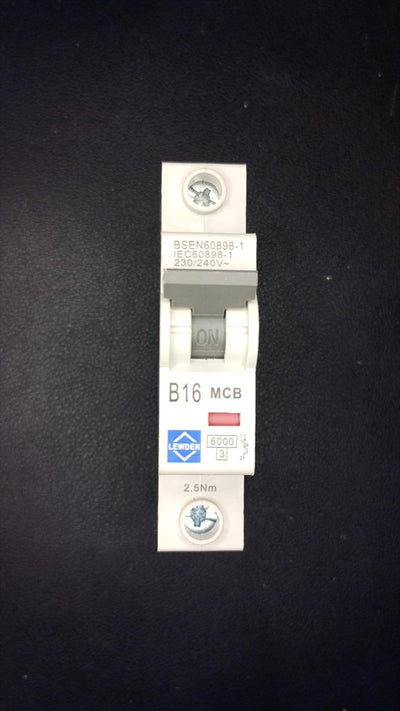 BSEN60898-1
IEC60898-1
230/240V~
ON
B16 MCB
LEWDEN
6000
3
2.5Nm